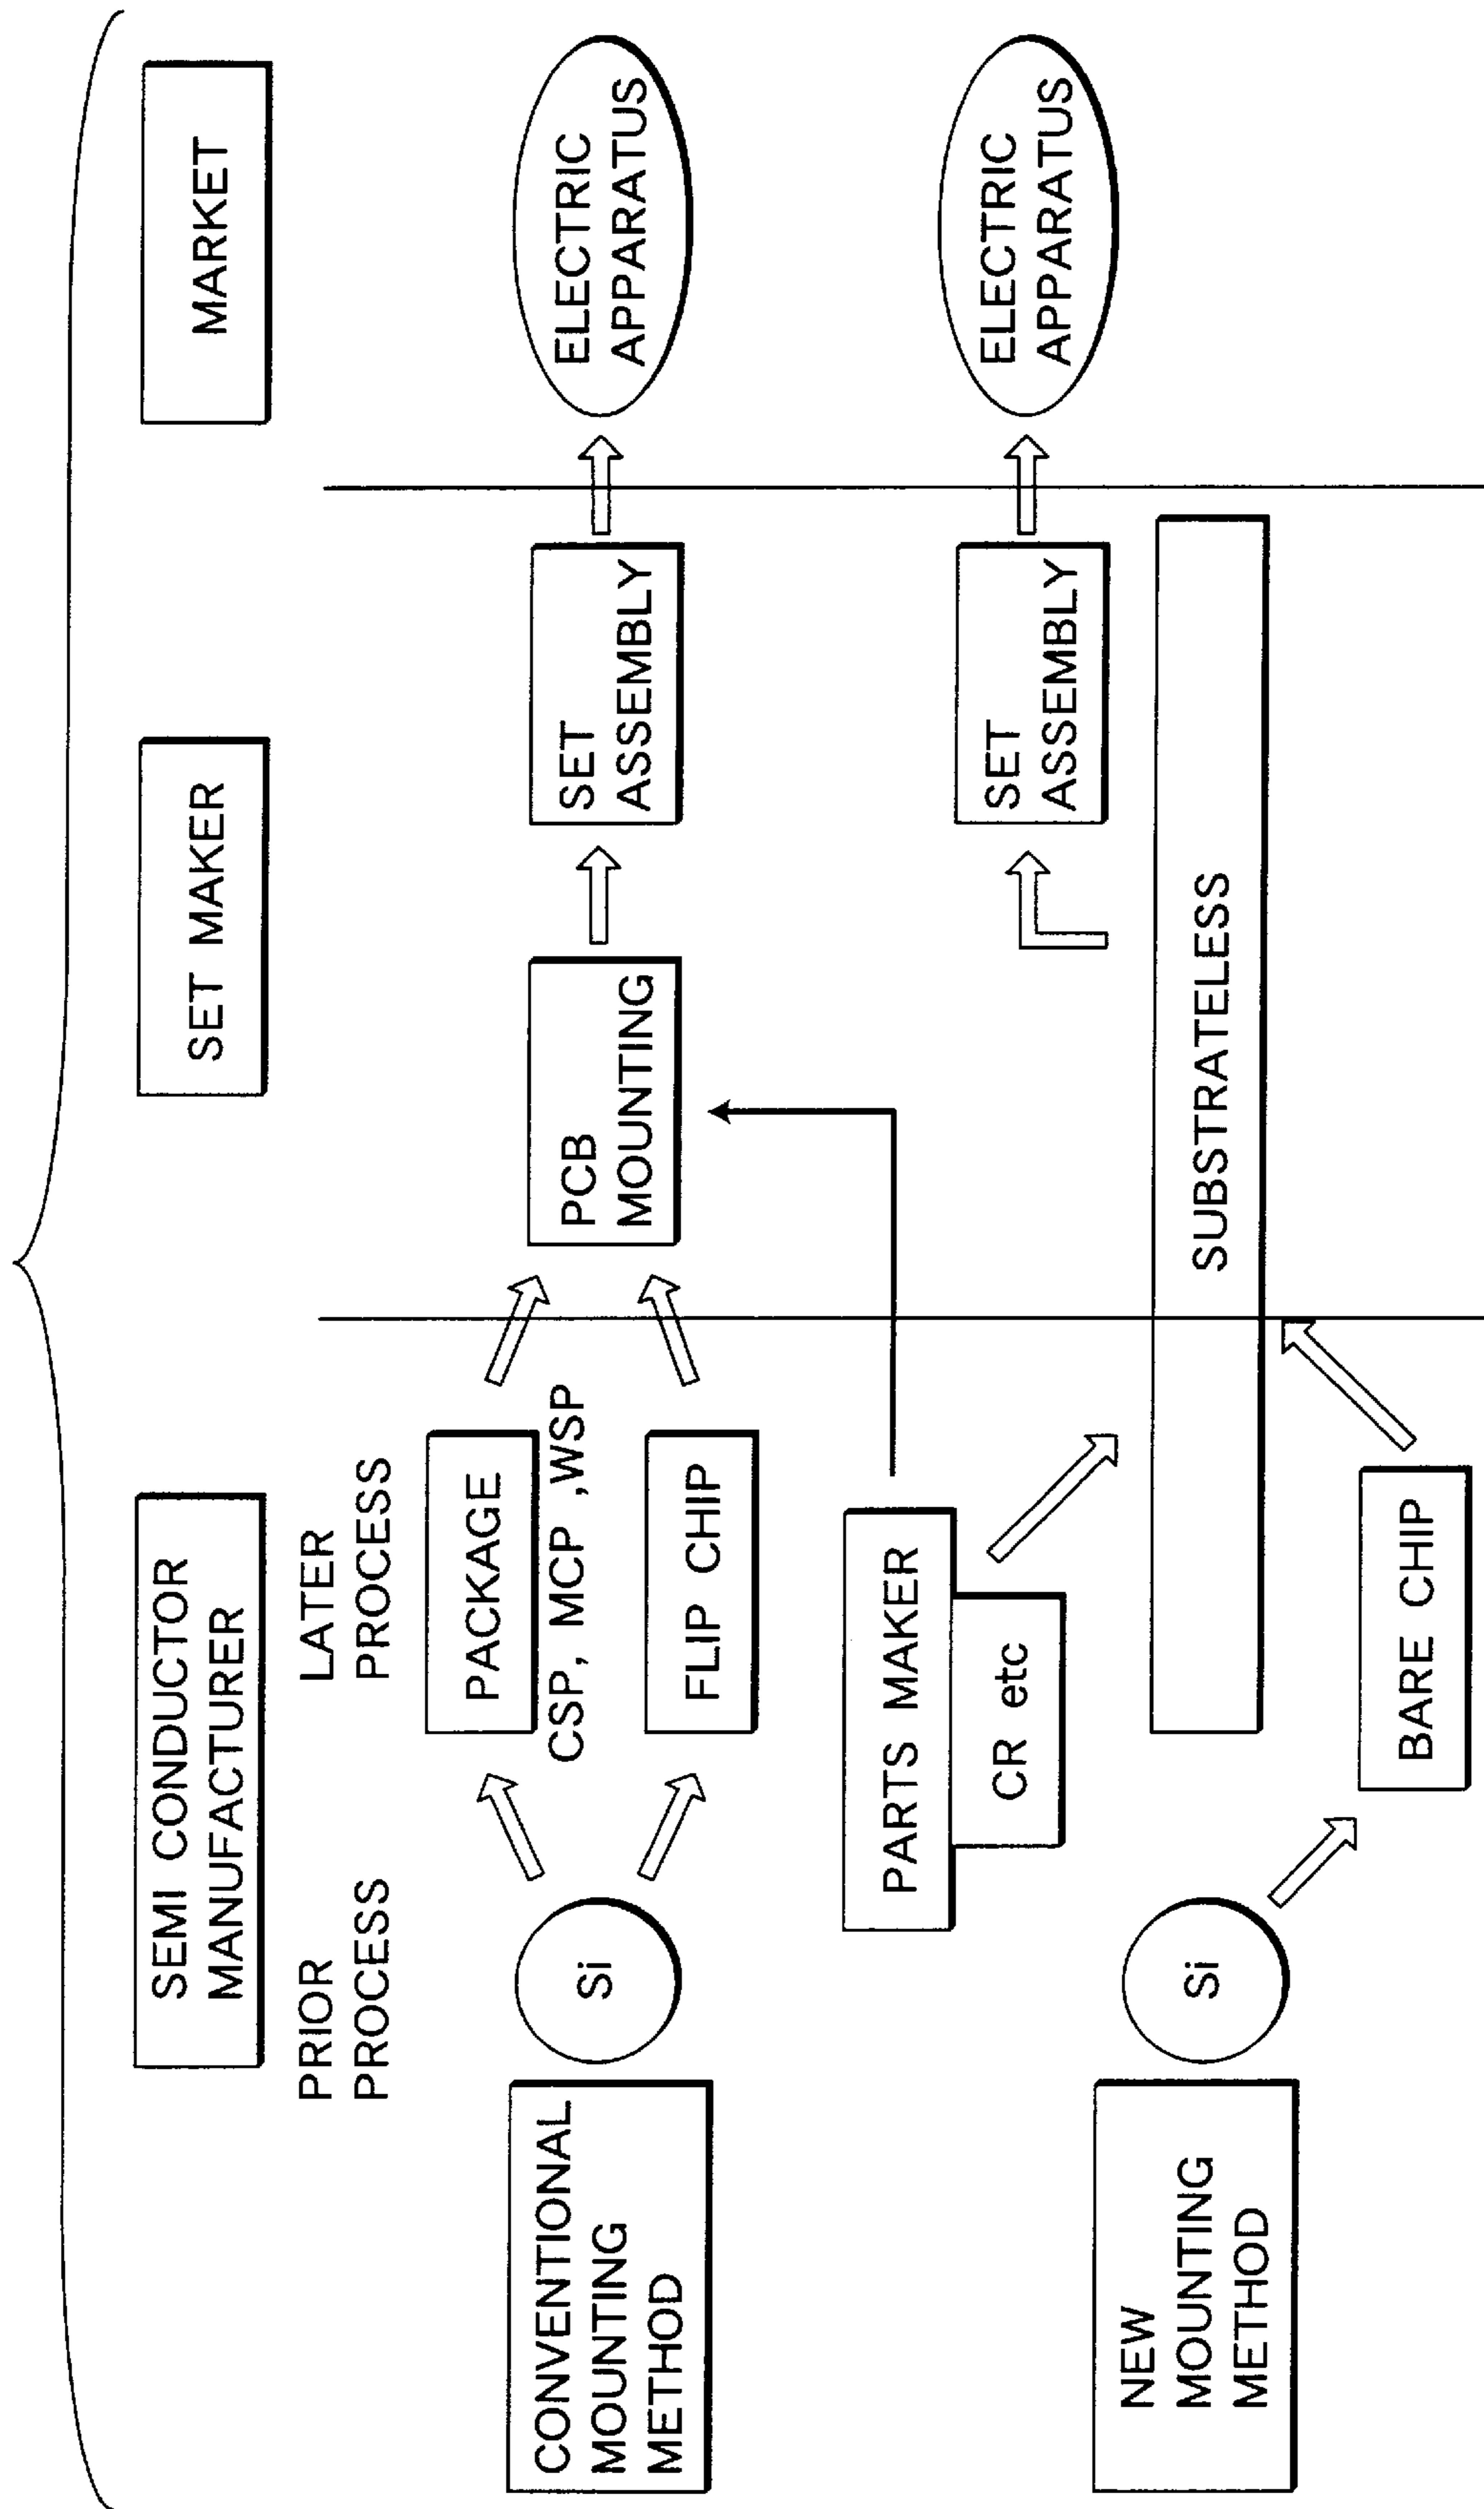 SEMI CONDUCTOR
MANUFACTURER
SET MAKER
MARKET
PRIOR
PROCESS
LATER
PROCESS
CONVENTIONAL
MOUNTING
METHOD
Si
PACKAGE
CSP, MCP ,WSP
FLIP CHIP
PCB
MOUNTING
SET
ASSEMBLY
ELECTRIC
APPARATUS
PARTS MAKER
CR etc
NEW
MOUNTING
METHOD
Si
BARE CHIP
SUBSTRATELESS
SET
ASSEMBLY
ELECTRIC
APPARATUS